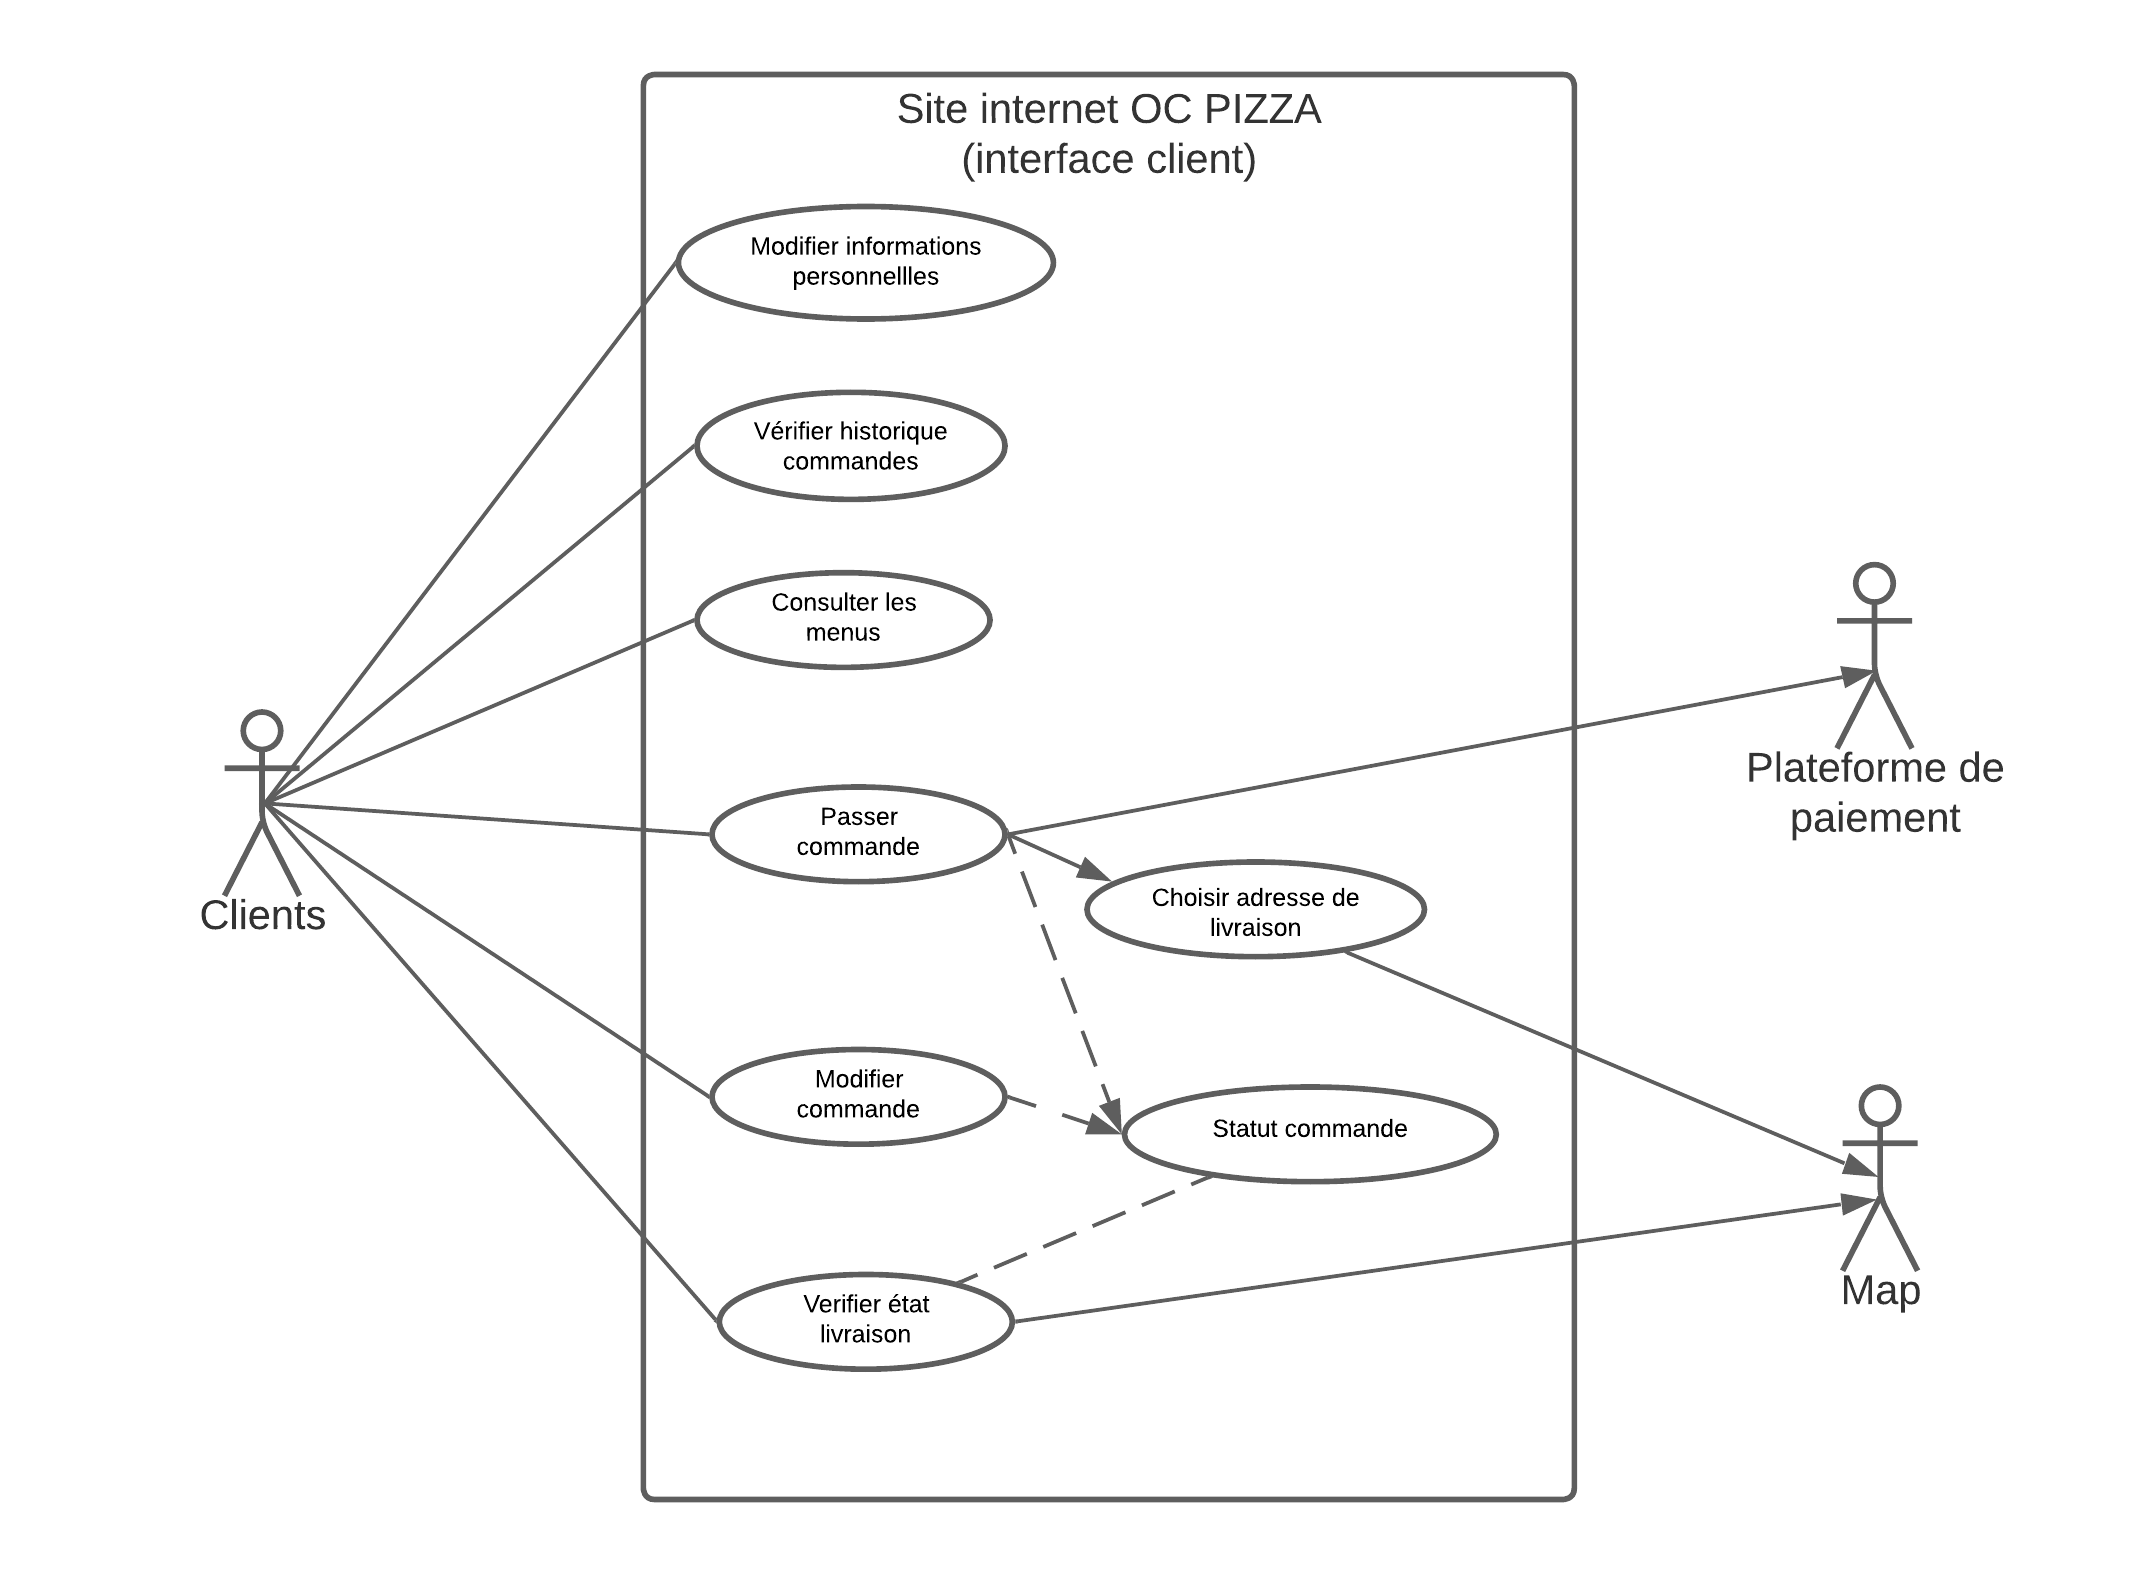 Site internet OC PIZZA
(interface client)
Modifier informations
personnellles
Vérifier historique
commandes
Consulter les
menus
Plateforme de
paiement
Passer
commande
Choisir adresse de
livraison
Clients
Modifier
commande
Statut commande
Verifier état
livraison
Map